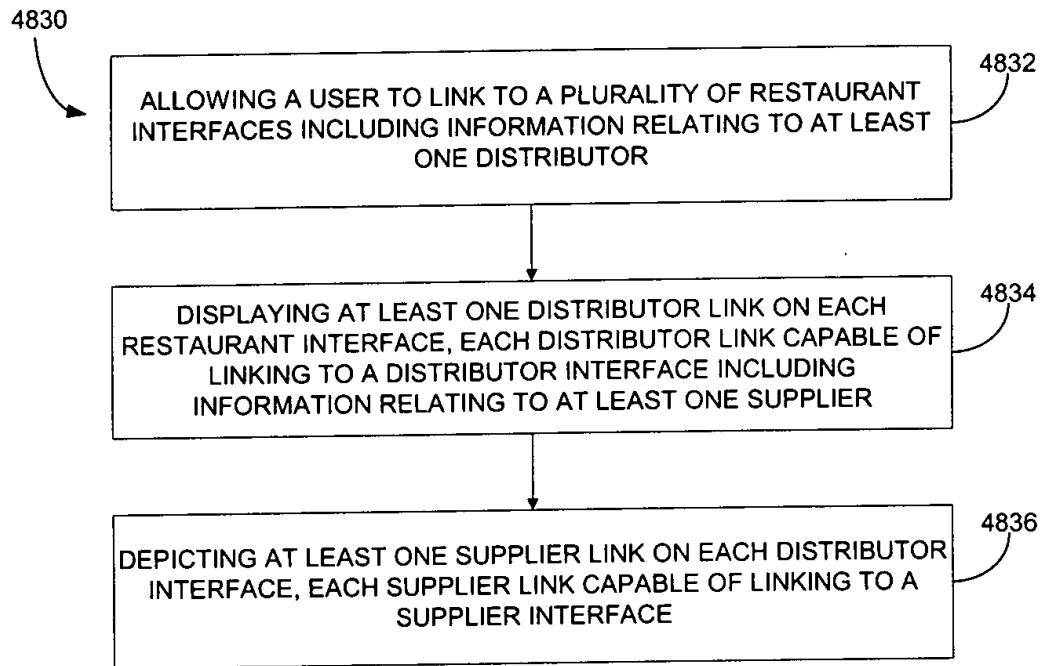 4830
4832
ALLOWING A USER TO LINK TO A PLURALITY OF RESTAURANT
INTERFACES INCLUDING INFORMATION RELATING TO AT LEAST
ONE DISTRIBUTOR
4834
DISPLAYING AT LEAST ONE DISTRIBUTOR LINK ON EACH
RESTAURANT INTERFACE, EACH DISTRIBUTOR LINK CAPABLE OF
LINKING TO A DISTRIBUTOR INTERFACE INCLUDING
INFORMATION RELATING TO AT LEAST ONE SUPPLIER
4836
DEPICTING AT LEAST ONE SUPPLIER LINK ON EACH DISTRIBUTOR
INTERFACE, EACH SUPPLIER LINK CAPABLE OF LINKING TO A
SUPPLIER INTERFACE